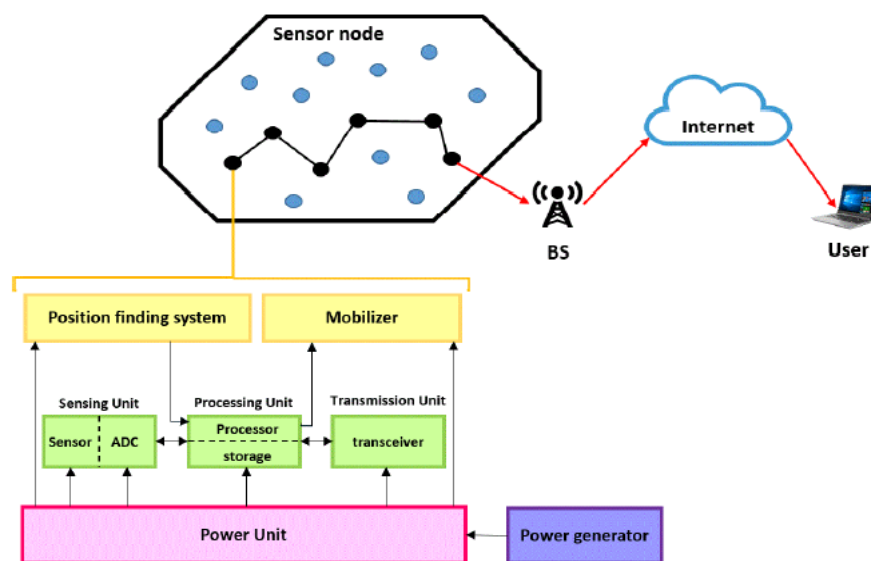 Sensor node
Internet
BS
User
Position finding system
Mobilizer
Sensing Unit
Processing Unit
Transmission Unit
Sensor
ADC
Processor
storage
transceiver
Power Unit
Power generator